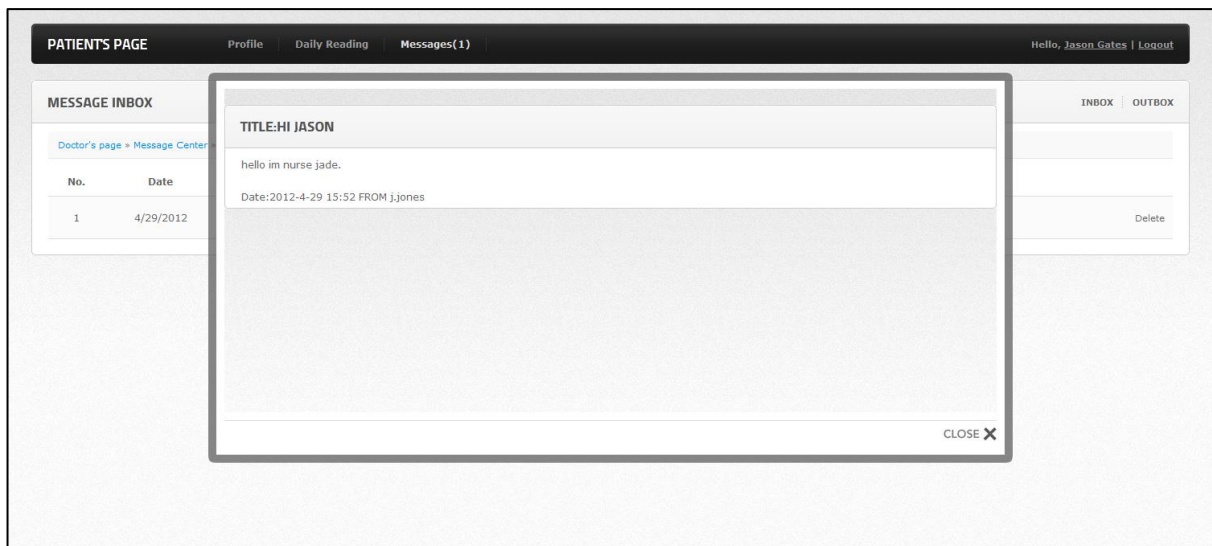 PATIENT'S PAGE Profile Daily Reading Messages(1) Hello, Jason Gates | Logout
MESSAGE INBOX INBOX OUTBOX
TITLE:HI JASON
Doctor's page » Message Center »
hello im nurse jade.
No. Date
Date:2012-4-29 15:52 FROM j.jones
1 4/29/2012 Delete
CLOSE X